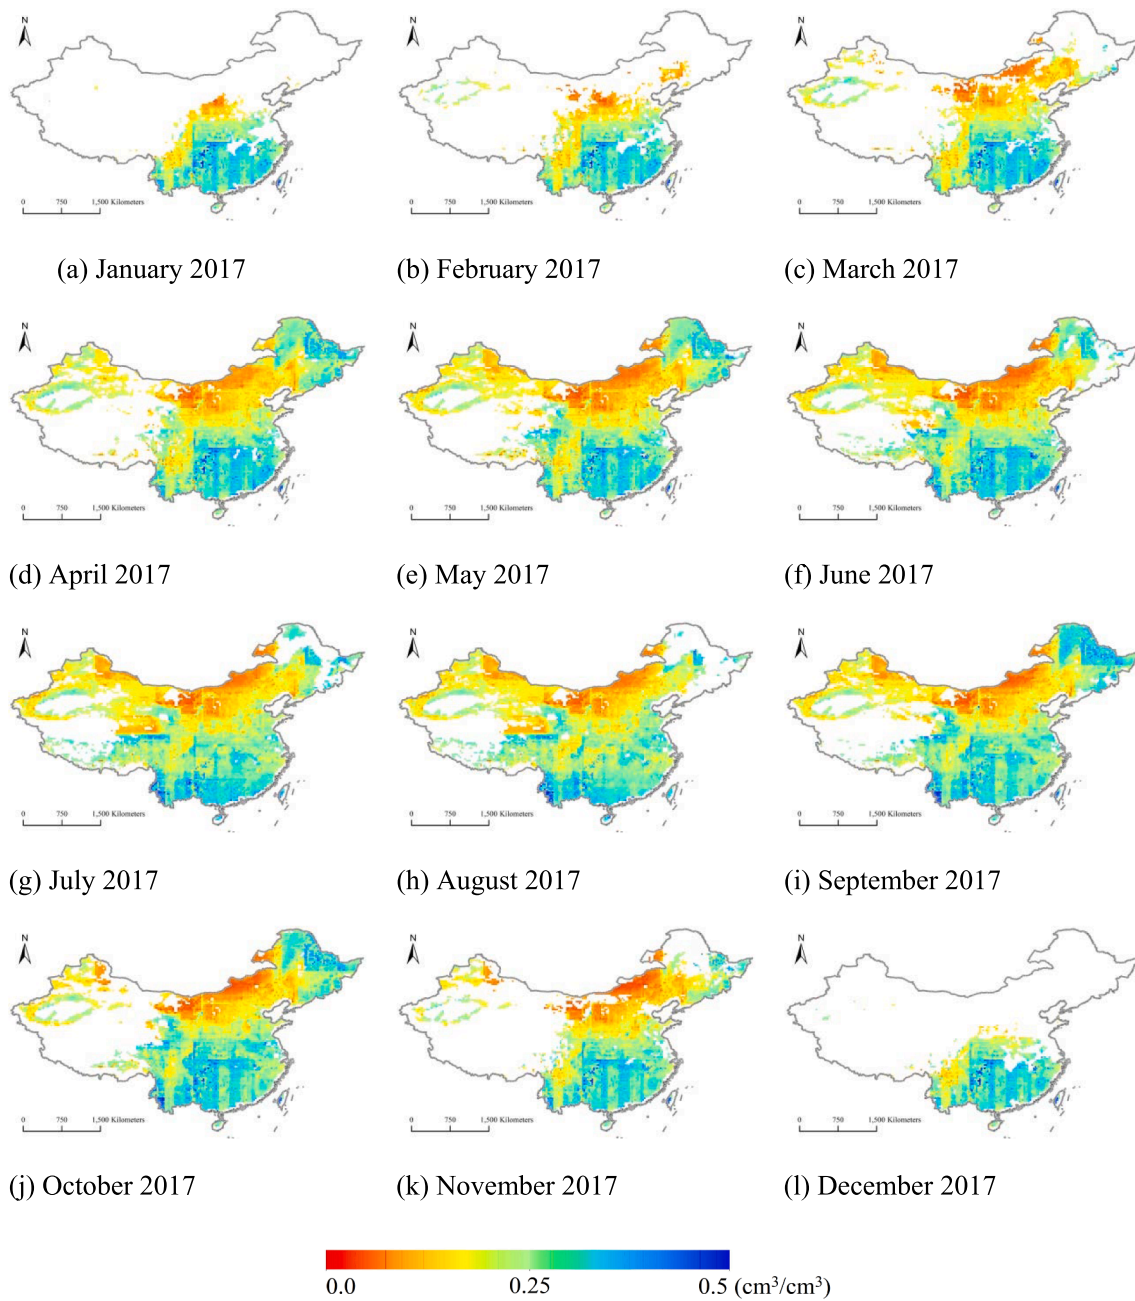 N N N
0 750 1,500 Kilometers 0 750 1,500 Kilometers 0 750 1,500 Kilometers
(a) January 2017 (b) February 2017 (c) March 2017
N N N
0 750 1,500 Kilometers 0 750 1,500 Kilometers 0 750 1,500 Kilometers
(d) April 2017 (e) May 2017 (f) June 2017
N N N
0 750 1,500 Kilometers 0 750 1,500 Kilometers 0 750 1,500 Kilometers
(g) July 2017 (h) August 2017 (i) September 2017
N N N
0 750 1,500 Kilometers 0 750 1,500 Kilometers 0 750 1,500 Kilometers
(j) October 2017 (k) November 2017 (l) December 2017
0.0 0.25 0.5 (cm³/cm³)